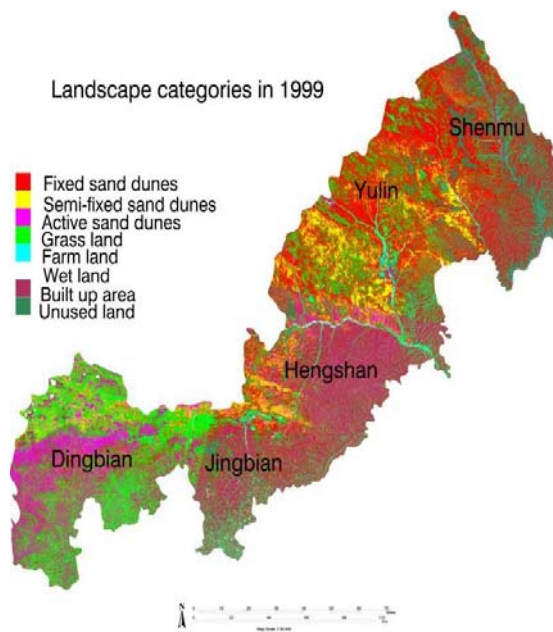 Landscape categories in 1999
Shenmu
Yulin
Fixed sand dunes
Semi-fixed sand dunes
Active sand dunes
Grass land
Farm land
Wet land
Built up area
Unused land
Hengshan
Dingbian
Jingbian
N